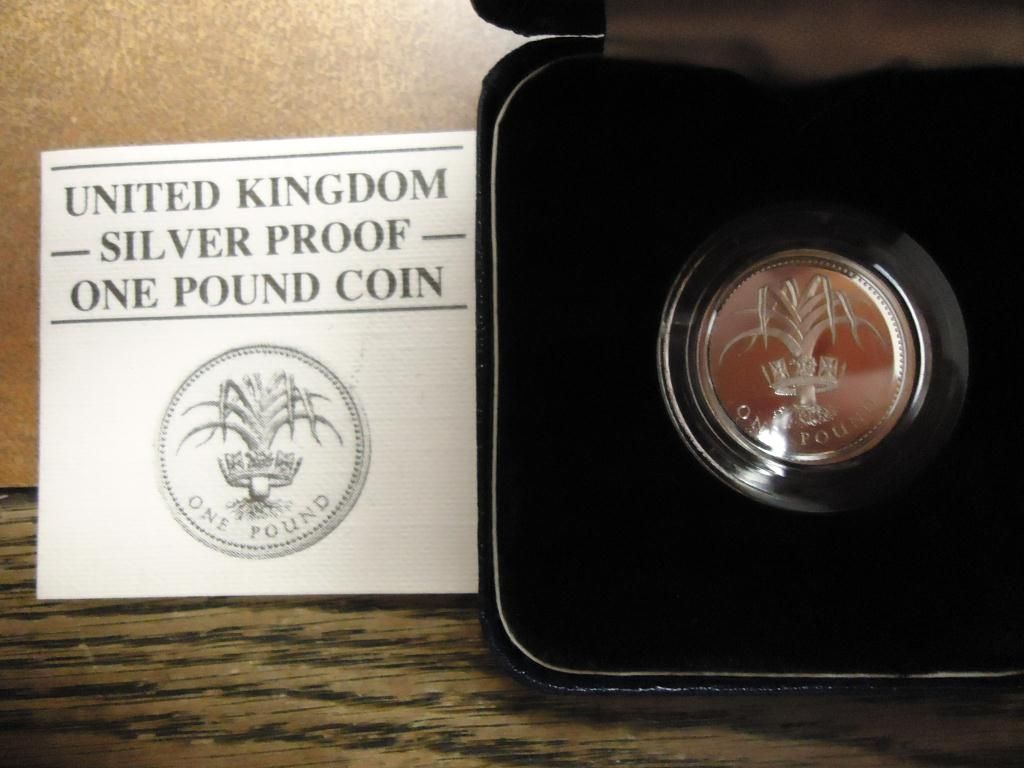 UNITED KINGDOM
— SILVER PROOF —
ONE POUND COIN
ONE POUND
ONE POUND